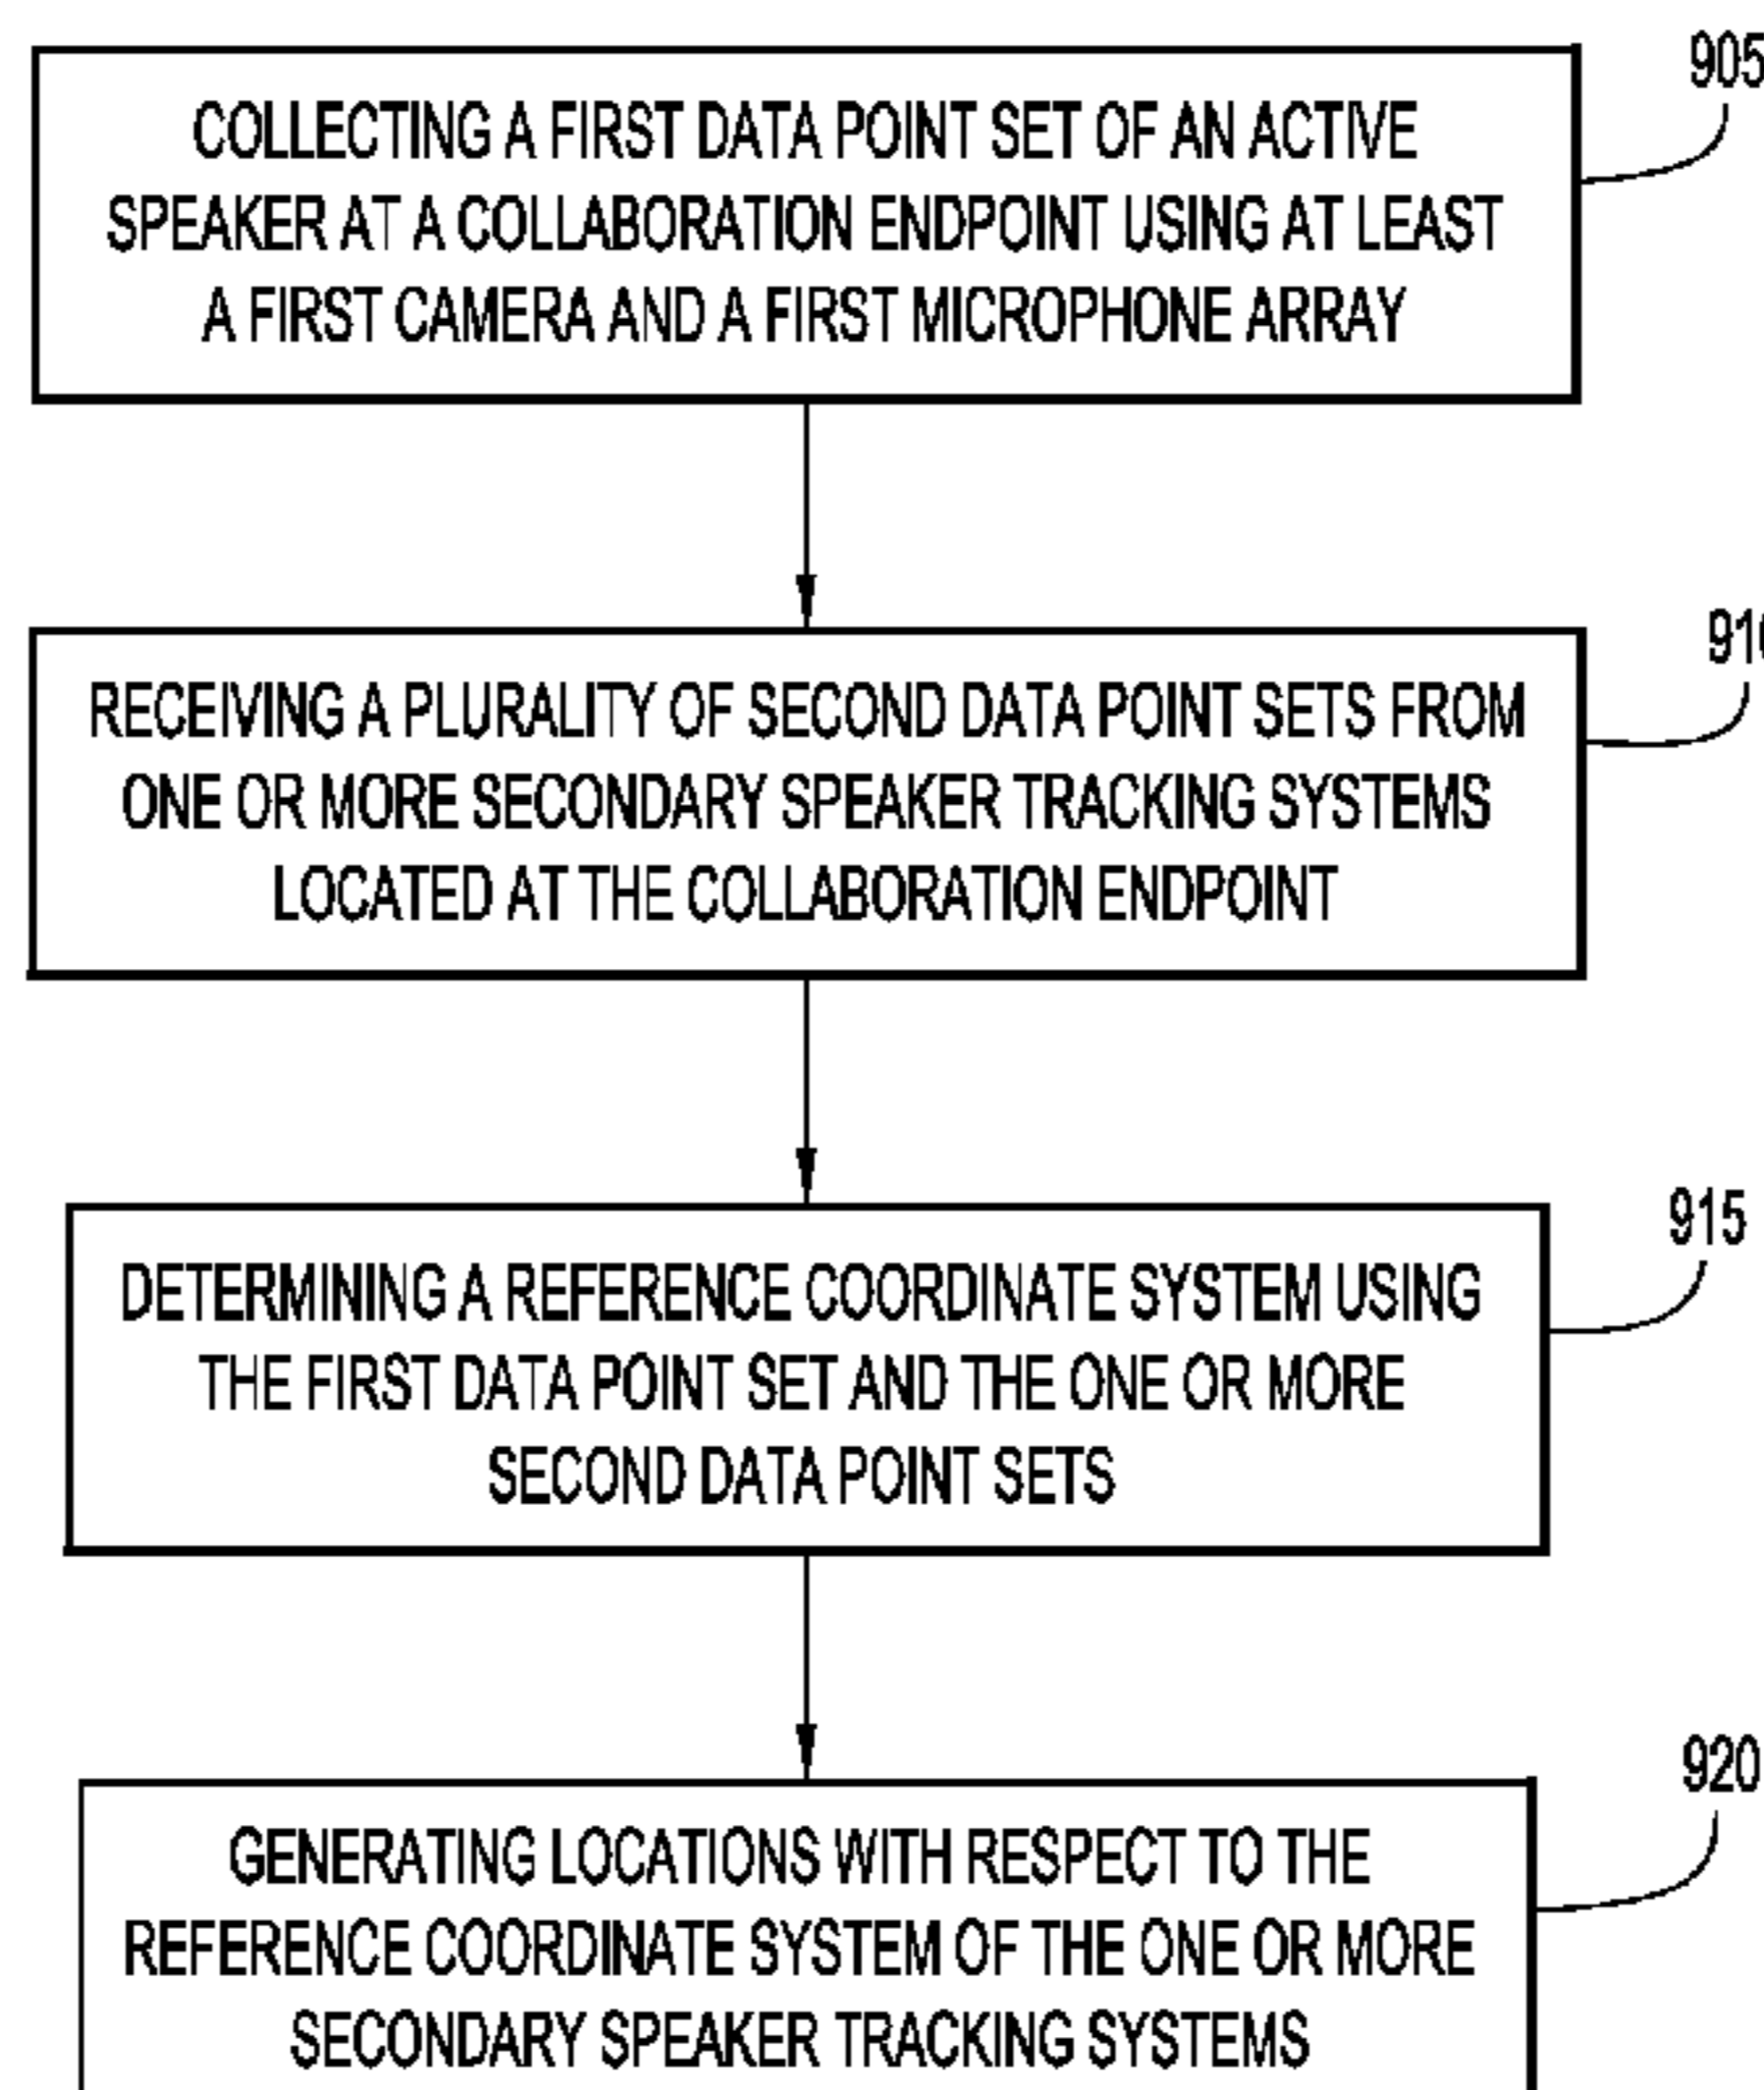 905
COLLECTING A FIRST DATA POINT SET OF AN ACTIVE
SPEAKER AT A COLLABORATION ENDPOINT USING AT LEAST
A FIRST CAMERA AND A FIRST MICROPHONE ARRAY
910
RECEIVING A PLURALITY OF SECOND DATA POINT SETS FROM
ONE OR MORE SECONDARY SPEAKER TRACKING SYSTEMS
LOCATED AT THE COLLABORATION ENDPOINT
915
DETERMINING A REFERENCE COORDINATE SYSTEM USING
THE FIRST DATA POINT SET AND THE ONE OR MORE
SECOND DATA POINT SETS
920
GENERATING LOCATIONS WITH RESPECT TO THE
REFERENCE COORDINATE SYSTEM OF THE ONE OR MORE
SECONDARY SPEAKER TRACKING SYSTEMS